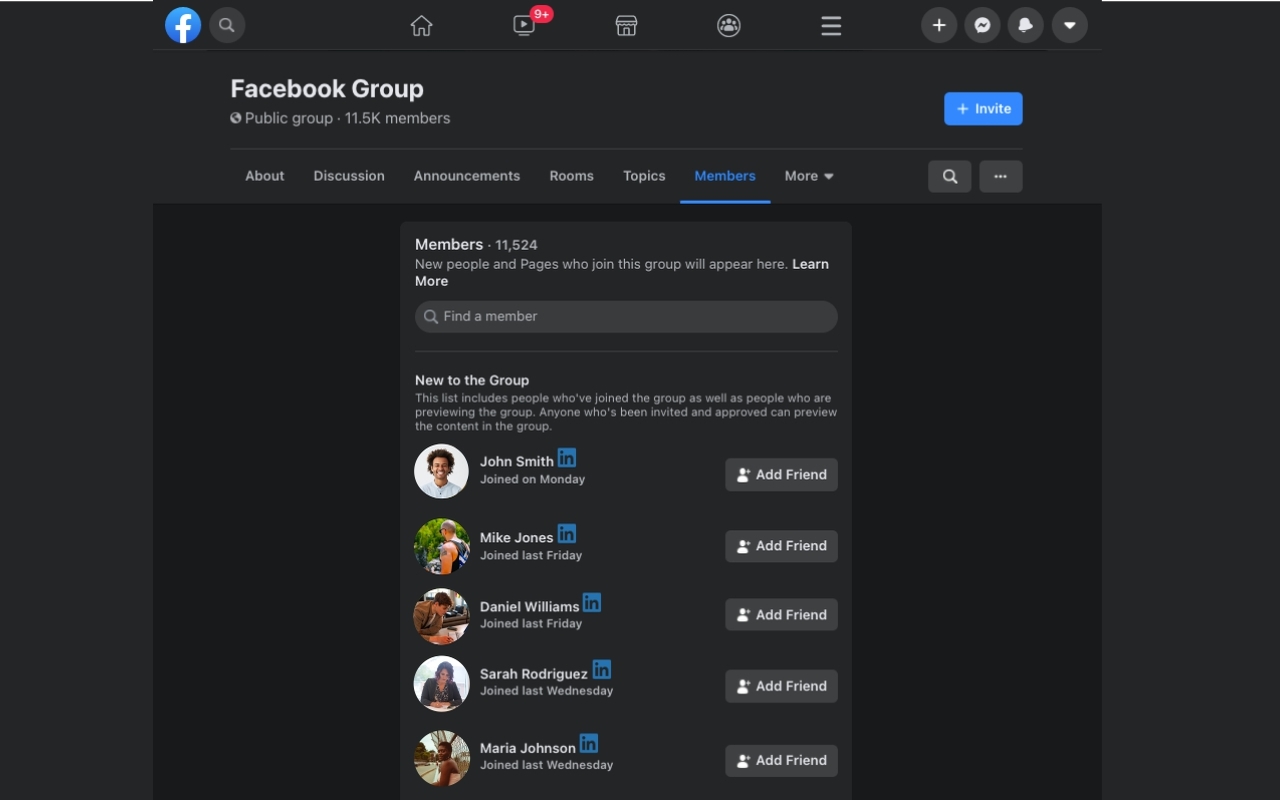 9+
Facebook Group
Public group · 11.5K members
+ Invite
About Discussion Announcements Rooms Topics Members More
Members · 11,524
New people and Pages who join this group will appear here. Learn
More
Find a member
New to the Group
This list includes people who've joined the group as well as people who are
previewing the group. Anyone who's been invited and approved can preview
the content in the group.
John Smith in
Joined on Monday
Add Friend
Mike Jones in
Joined last Friday
Add Friend
Daniel Williams in
Joined last Friday
Add Friend
Sarah Rodriguez in
Joined last Wednesday
Add Friend
Maria Johnson in
Joined last Wednesday
Add Friend